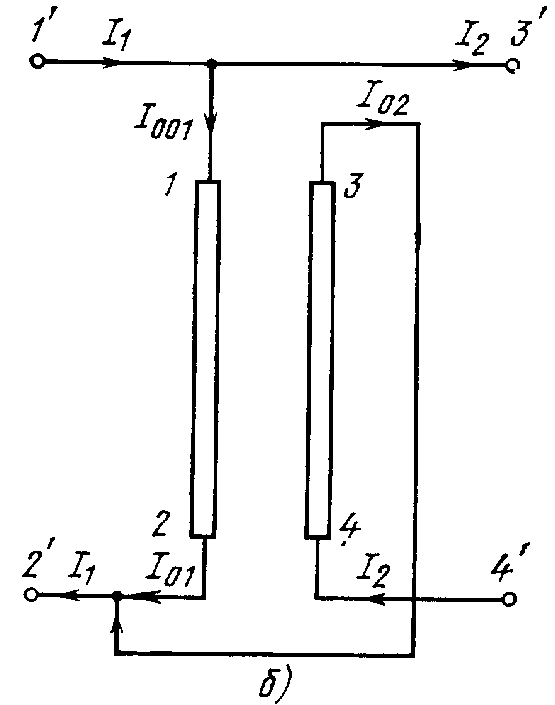 1' I₁ I₂ 3'
I₀₀₁ I₀₂
1 3
2 4
2' I₁ I₀₁ I₂ 4'
б)